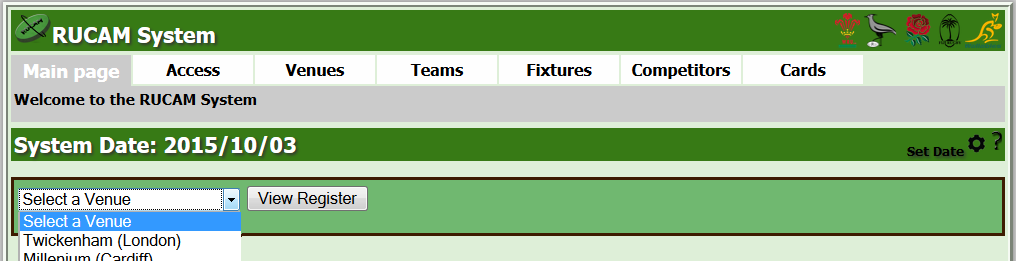 RUCAM System
Main page Access Venues Teams Fixtures Competitors Cards
Welcome to the RUCAM System
System Date: 2015/10/03
Set Date ?
Select a Venue View Register
Select a Venue
Twickenham (London)
Millenium (Cardiff)